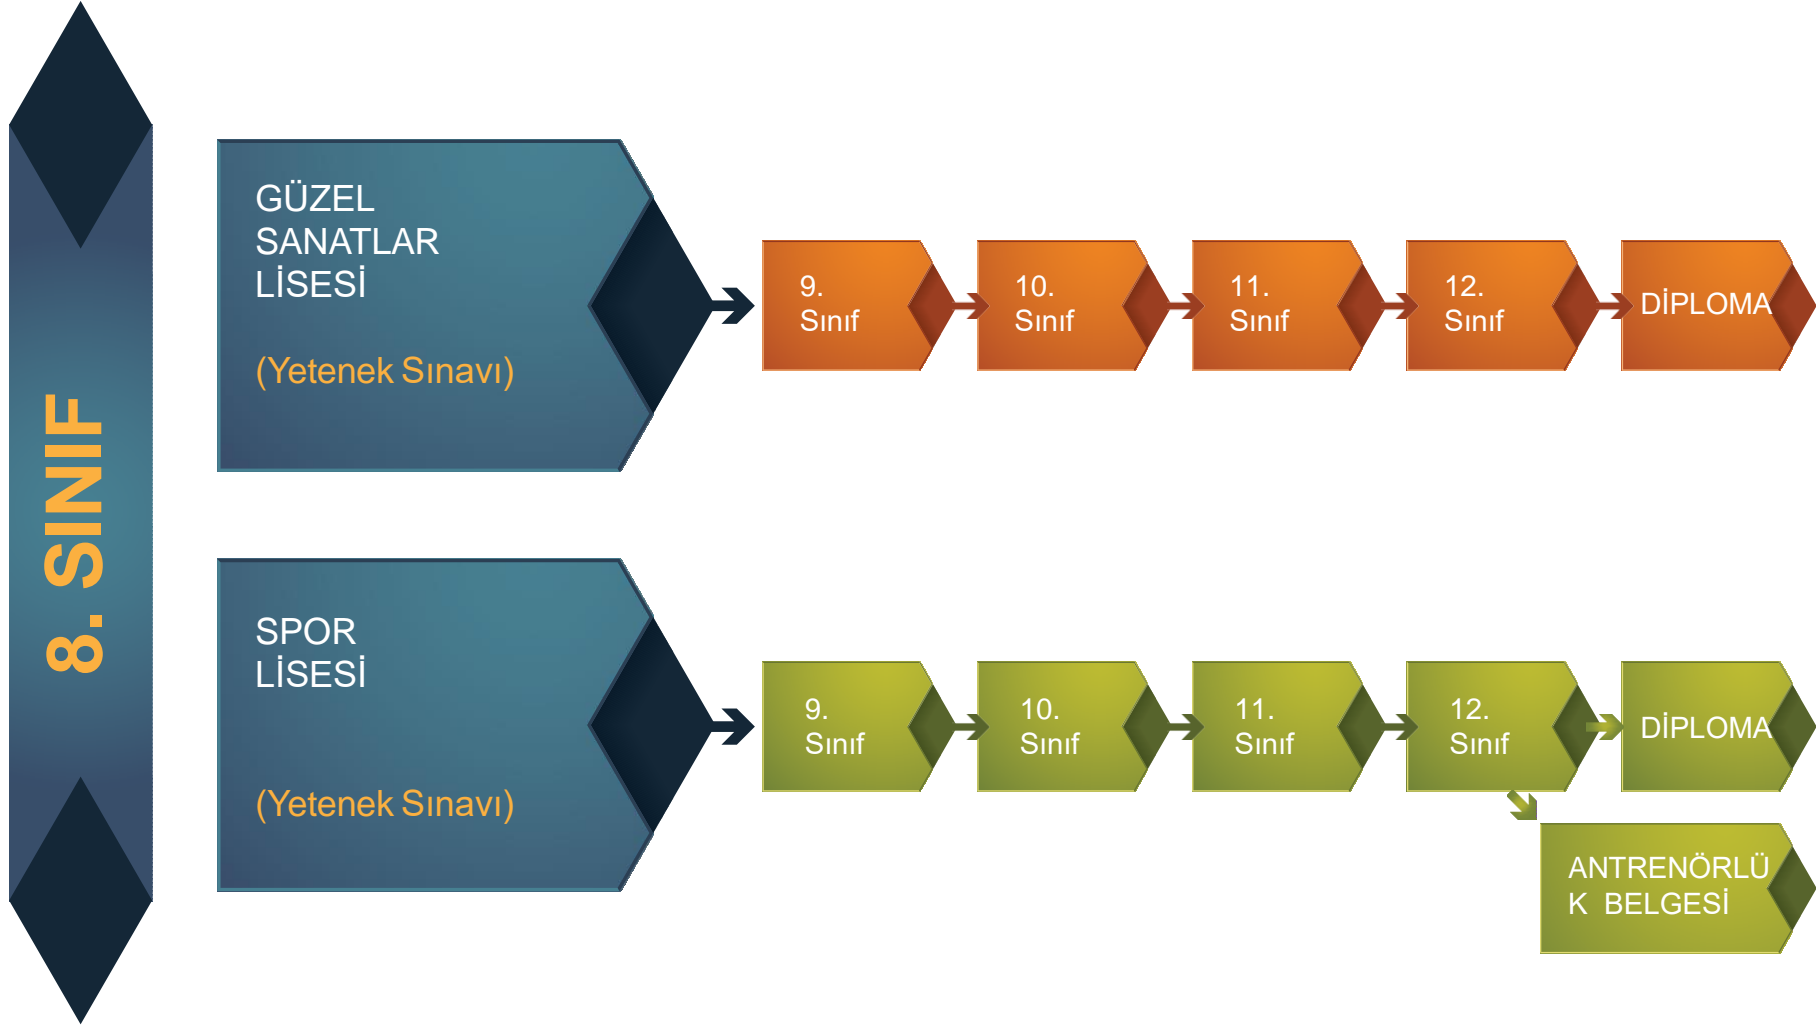 8. SINIF
GÜZEL
SANATLAR
LİSESİ
(Yetenek Sınavı)
9.
Sınıf
10.
Sınıf
11.
Sınıf
12.
Sınıf
DİPLOMA
SPOR
LİSESİ
(Yetenek Sınavı)
9.
Sınıf
10.
Sınıf
11.
Sınıf
12.
Sınıf
DİPLOMA
ANTRENÖRLÜ
K BELGESİ